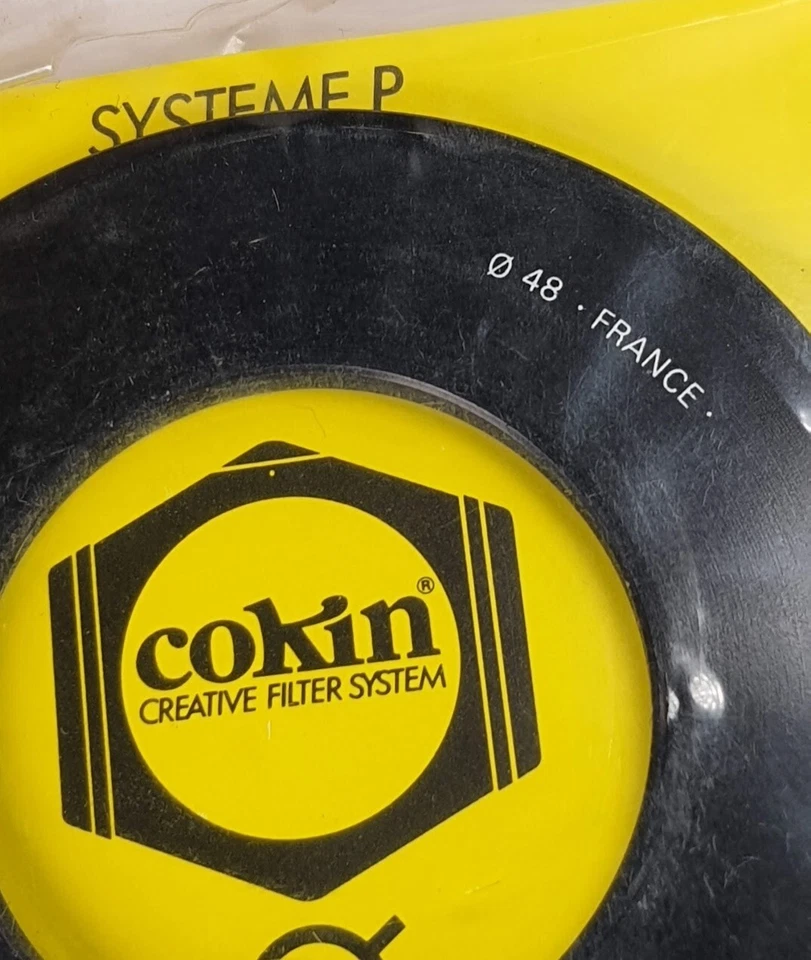 SYSTEME P
Ø 48 · FRANCE ·
cokin®
CREATIVE FILTER SYSTEM